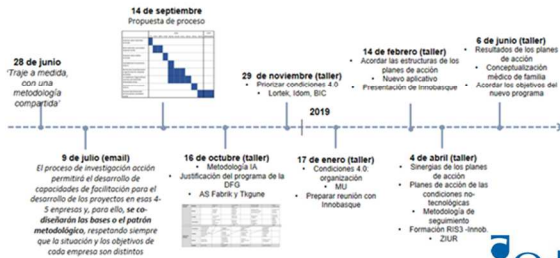 14 de septiembre
Propuesta de proceso
28 de junio
'Traje a medida,
con una
metodología
compartida'
29 de noviembre (taller)
• Priorizar condiciones 4.0
• Lortek, Idom, BIC
14 de febrero (taller)
• Acordar las estructuras de los
planes de acción
• Nuevo aplicativo
• Presentación de Innobasque
6 de junio (taller)
• Resultados de los planes
de acción
• Conceptualización
médico de familia
• Acordar los objetivos del
nuevo programa
2019
9 de julio (email)
El proceso de investigación acción
permitirá el desarrollo de
capacidades de facilitación para el
desarrollo de los proyectos en esas 4-
5 enpresas y, para ello, se co-
diseñarán las bases o el patrón
metodológico, respetando siempre
que la situación y los objetivos de
cada empresa son distintos
16 de octubre (taller)
• Metodología IA
• Justificación del programa de la
DFG
• AS Fabrik y Tkgune
17 de enero (taller)
• Condiciones 4.0:
organización
• MU
• Preparar reunión con
Innobasque
4 de abril (taller)
• Sinergias de los planes
de acción
• Planes de acción de las
condiciones no-
tecnológicas
• Metodología de
seguimiento
• Formación RIS3 -Innob.
• ZIUR